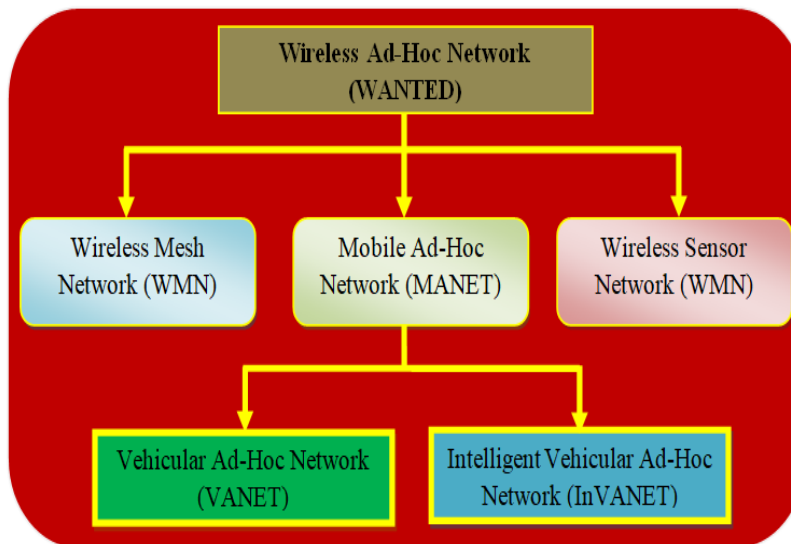 Wireless Ad-Hoc Network
(WANTED)
Wireless Mesh
Network (WMN)
Mobile Ad-Hoc
Network (MANET)
Wireless Sensor
Network (WMN)
Vehicular Ad-Hoc Network
(VANET)
Intelligent Vehicular Ad-Hoc
Network (InVANET)